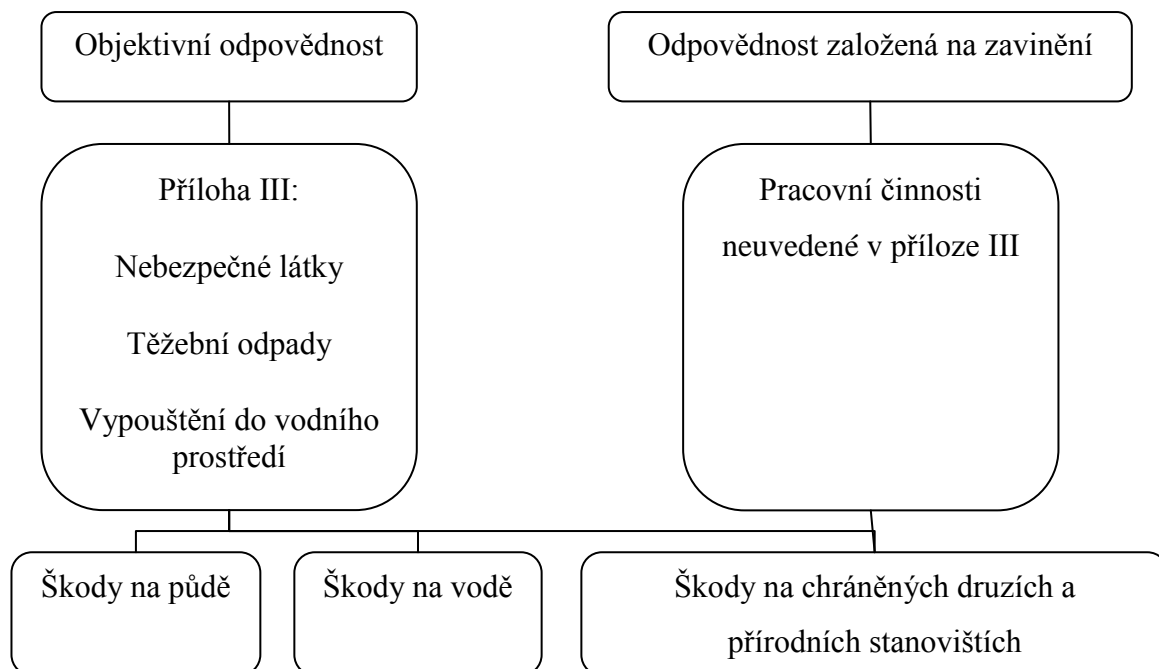 Objektivní odpovědnost
Odpovědnost založená na zavinění
Příloha III:
Nebezpečné látky
Těžební odpady
Vypouštění do vodního
prostředí
Pracovní činnosti
neuvedené v příloze III
Škody na půdě
Škody na vodě
Škody na chráněných druzích a
přírodních stanovištích